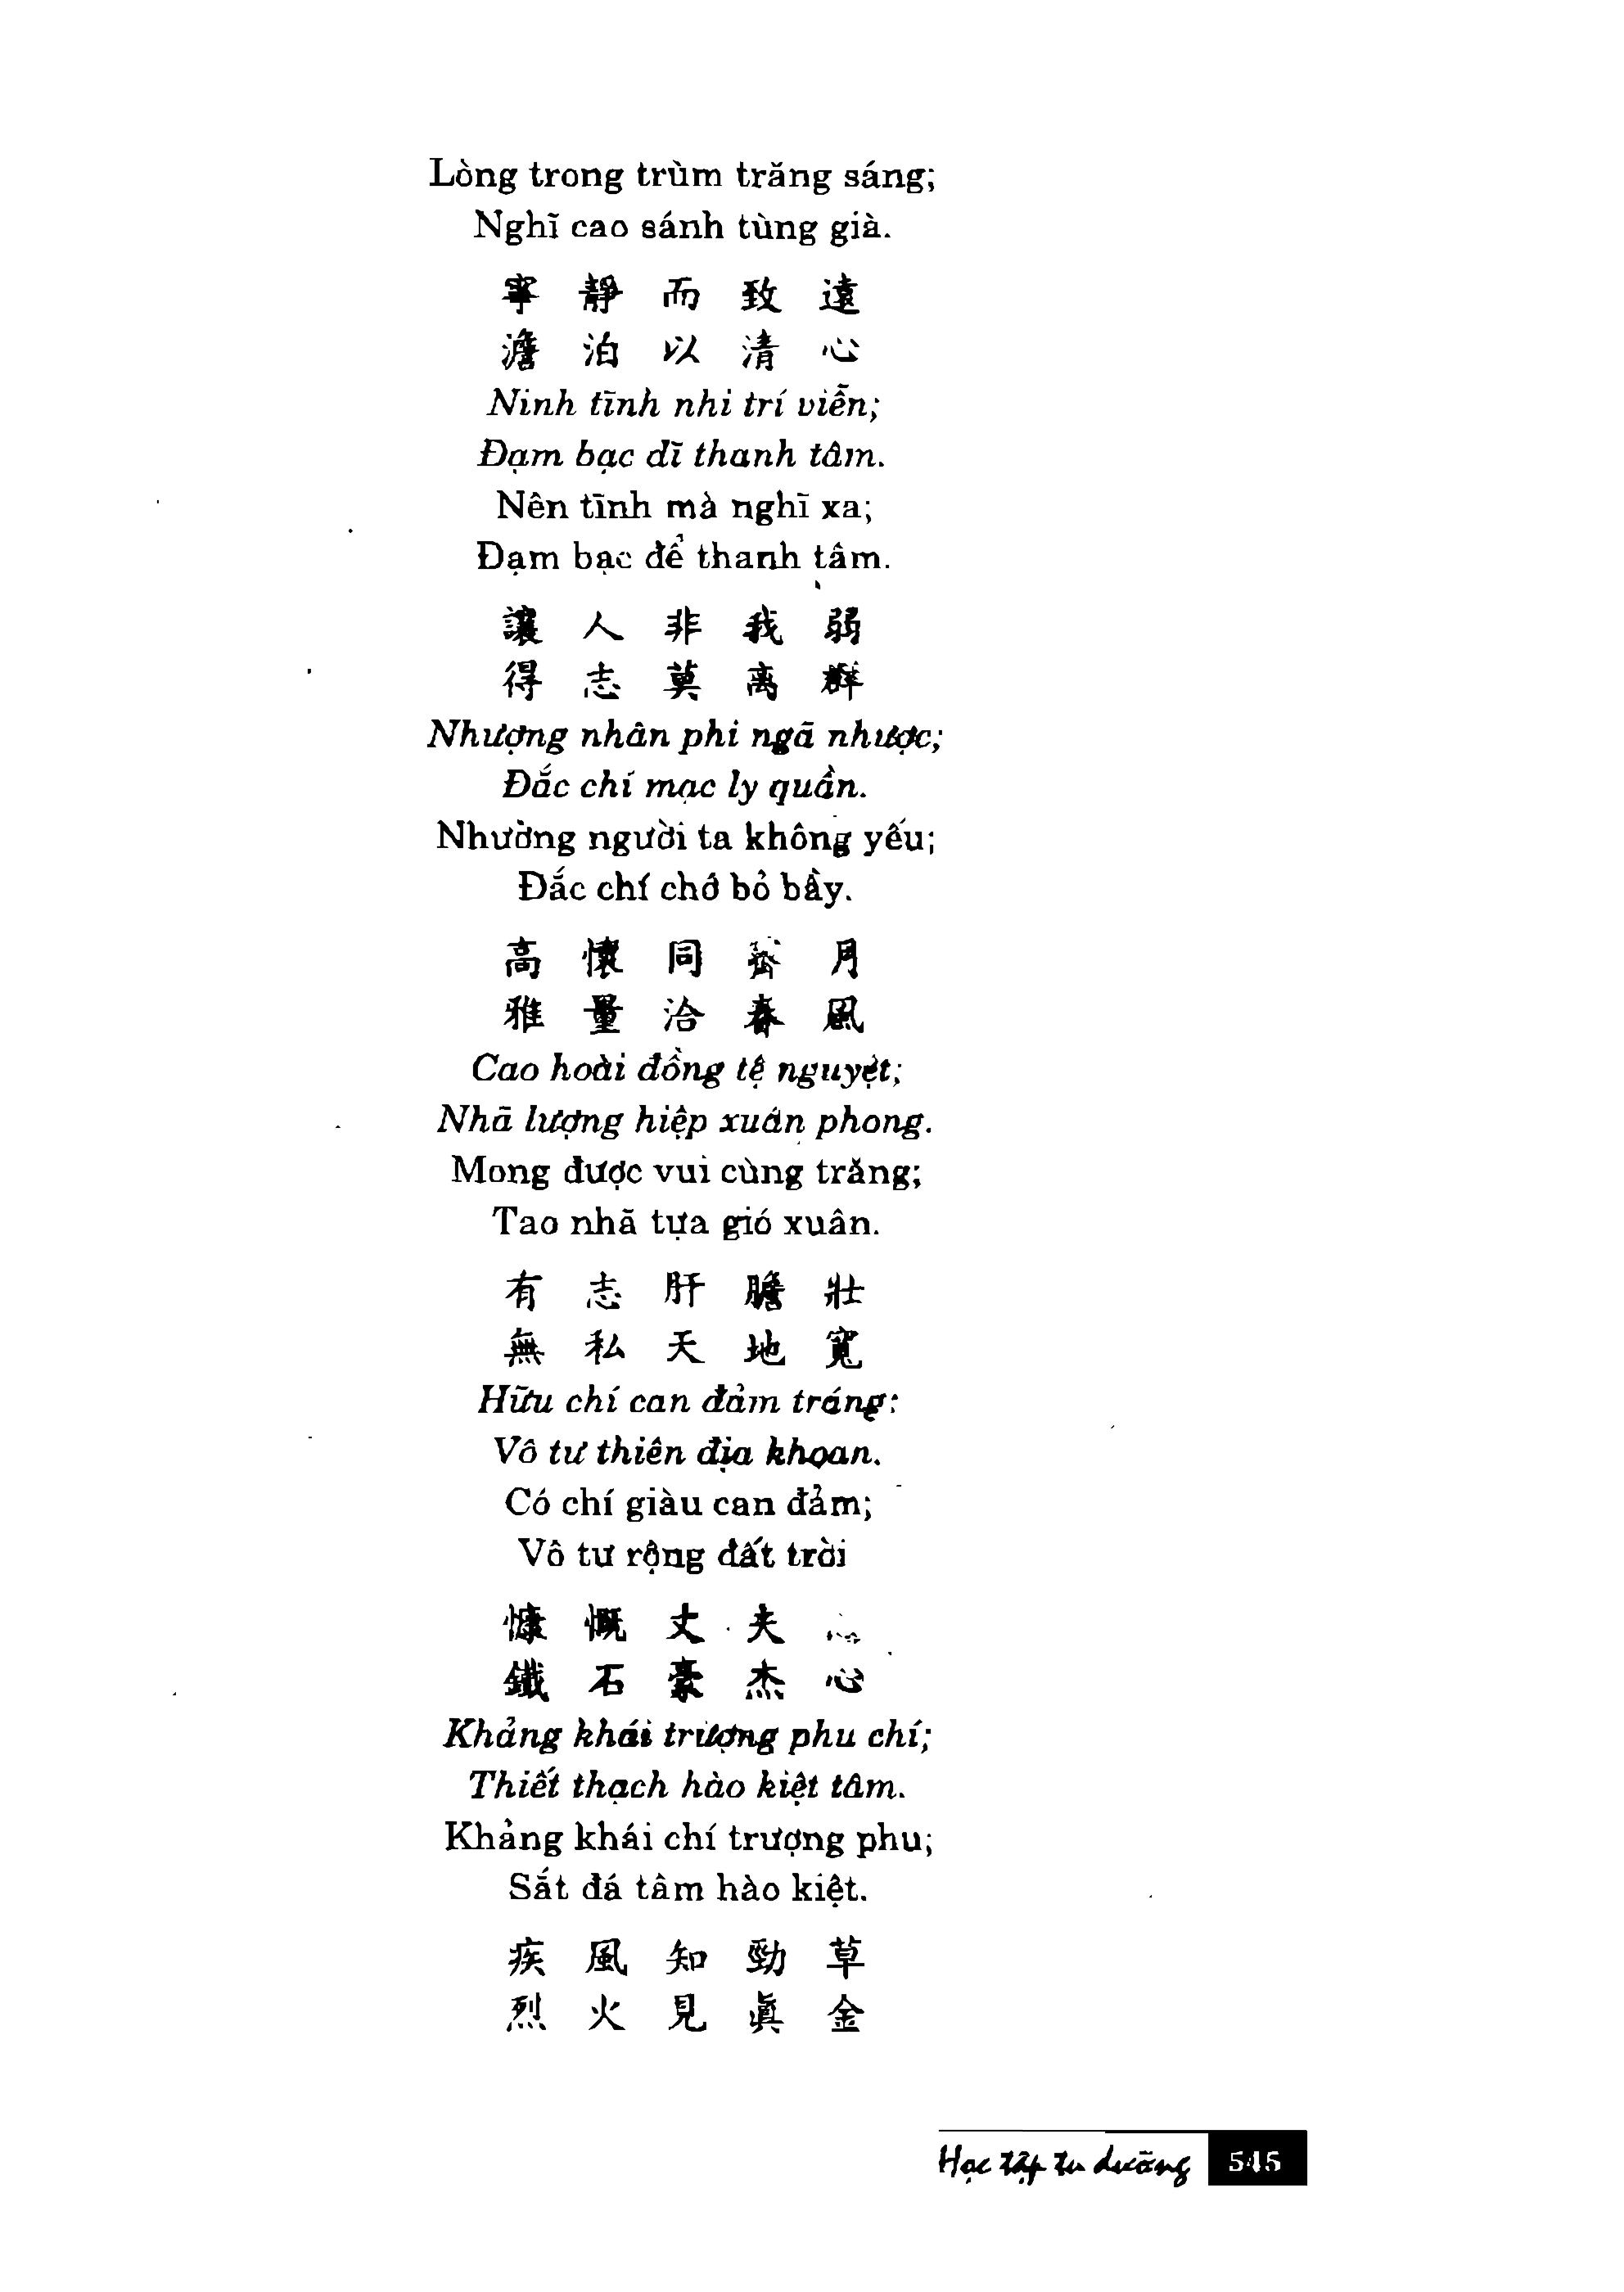 Lòng trong trùm trăng sáng;
Nghĩ cao sánh tùng già.
寧 靜 而 致 遠
澹 泊 以 清 心
Ninh tĩnh nhi trí viễn;
Đạm bạc dĩ thanh tâm.
Nên tĩnh mà nghĩ xa;
Đạm bạc để thanh tâm.
讓 人 非 我 弱
得 志 莫 离 群
Nhượng nhân phi ngã nhược;
Đắc chí mạc ly quần.
Nhường người ta không yếu;
Đắc chí chớ bỏ bầy.
高 懷 同 月
雅 量 洽 春 風
Cao hoài đồng tệ nguyệt;
Nhã lượng hiệp xuân phong.
Mong được vui cùng trăng;
Tao nhã tựa gió xuân.
有 志 肝 膽 壯
無 私 天 地 寬
Hữu chí can đảm tráng;
Vô tư thiên địa khoan.
Có chí giàu can đảm;
Vô tư rộng đất trời
慷 慨 丈 夫
鐵 石 豪 杰 心
Khảng khái trượng phu chí;
Thiết thạch hào kiệt tâm.
Khảng khái chí trượng phu;
Sắt đá tâm hào kiệt.
疾 風 知 勁 草
烈 火 見 真 金
Học tập tu dưỡng 545